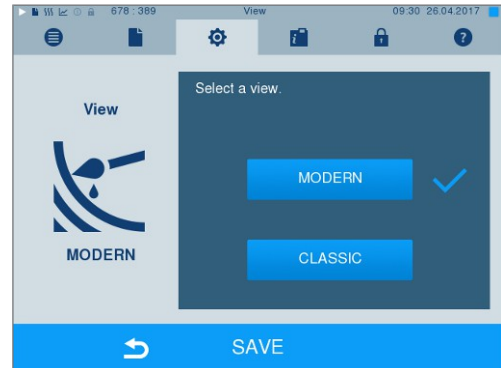 678 : 389 View 09:30 26.04.2017
View
Select a view.
MODERN
MODERN
CLASSIC
SAVE